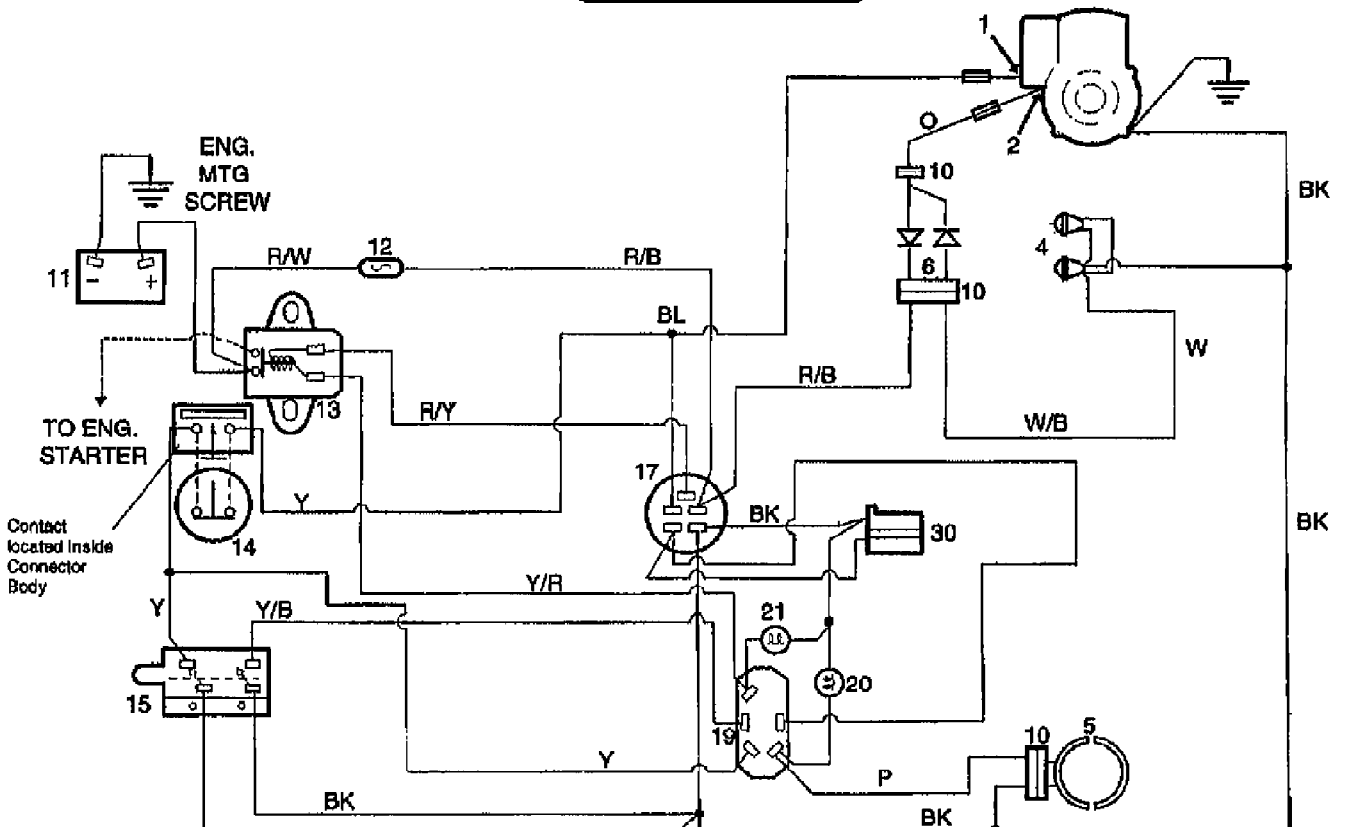 1
O
2
10
ENG.
MTG
SCREW
BK
4
12
R/W
R/B
11
-
+
6
10
BL
W
R/B
13
R/Y
W/B
TO ENG.
STARTER
17
Y
BK
BK
30
14
Contact
located Inside
Connector
Body
Y/R
Y
Y/B
21
20
15
19
10
5
Y
P
BK
BK